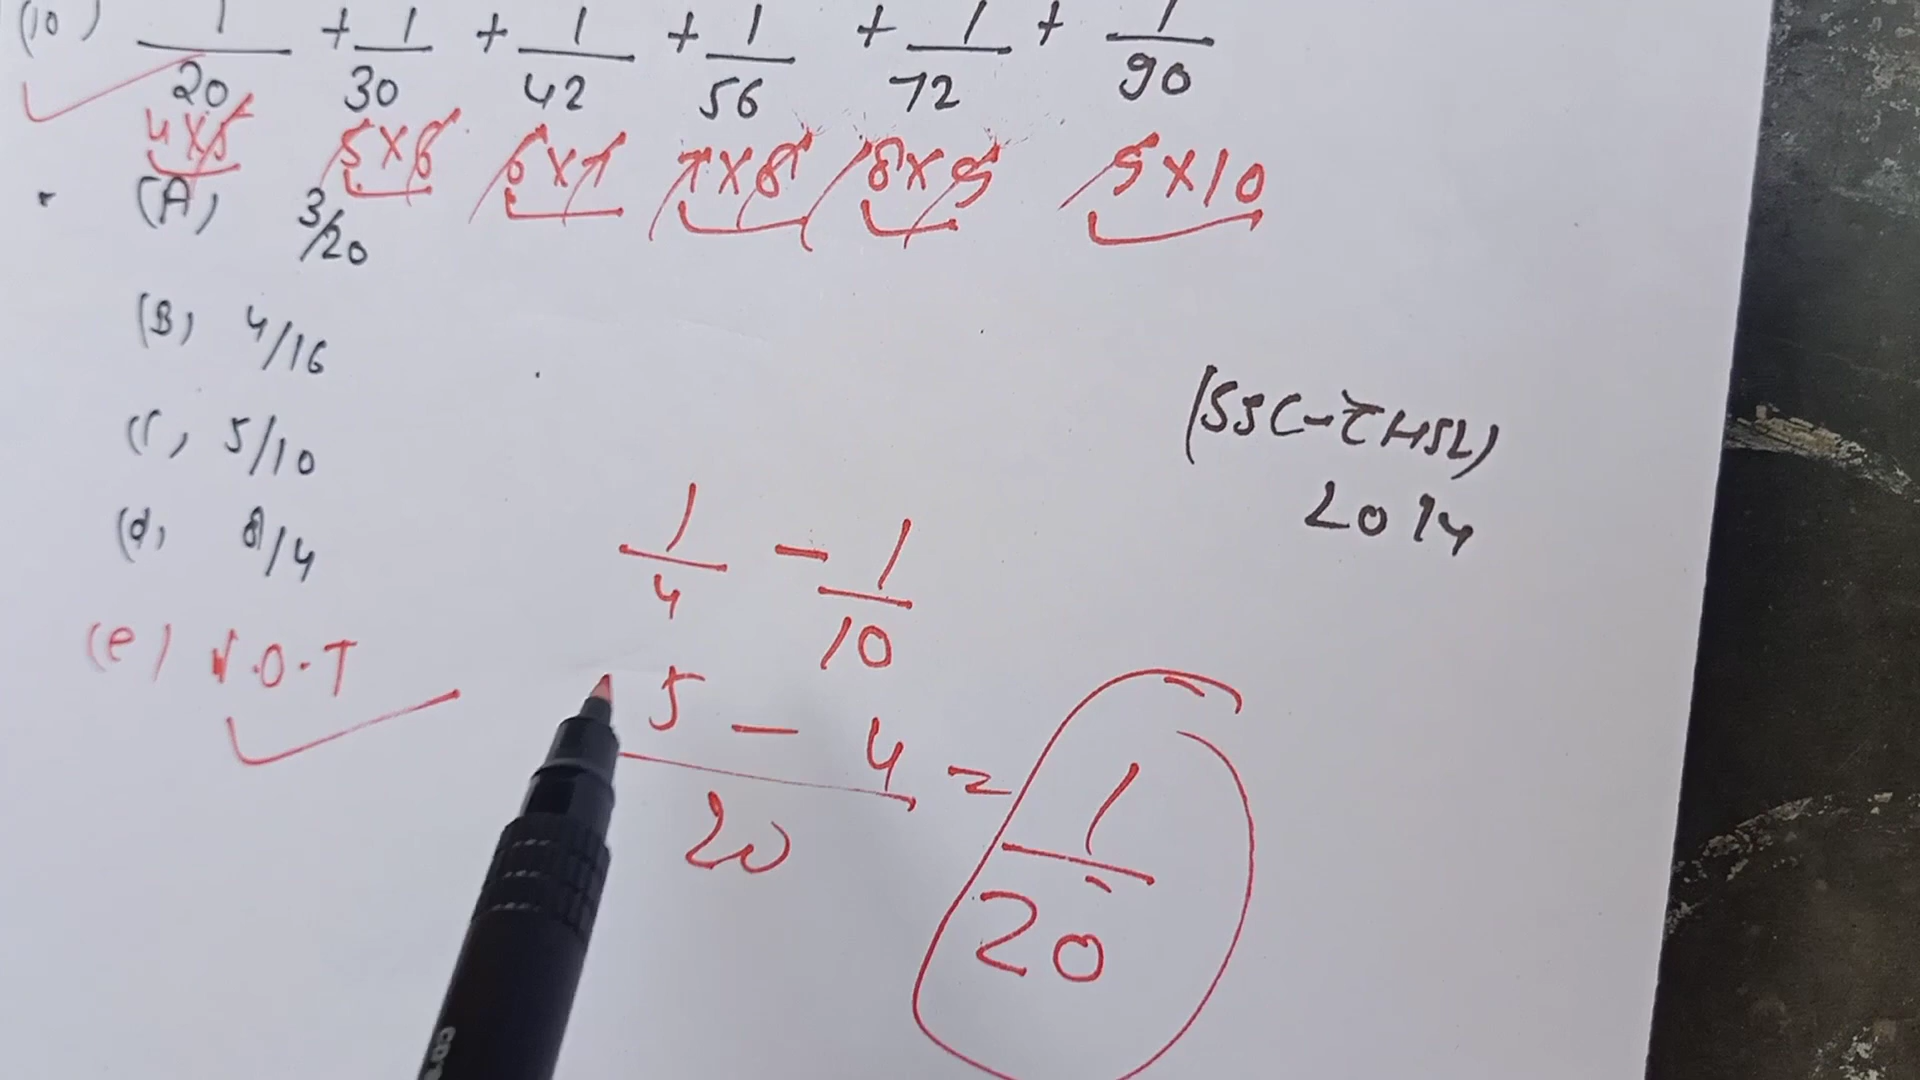 (10) 1/20 + 1/30 + 1/42 + 1/56 + 1/72 + 1/90
4×5 5×6 6×7 7×8 8×9 9×10
(A) 3/20
(B) 4/16
(C) 5/10
(d) 8/4
(e) N.O.T
(SSC-CHSL)
2014
1/4 - 1/10
5 - 4/20 = 1/20